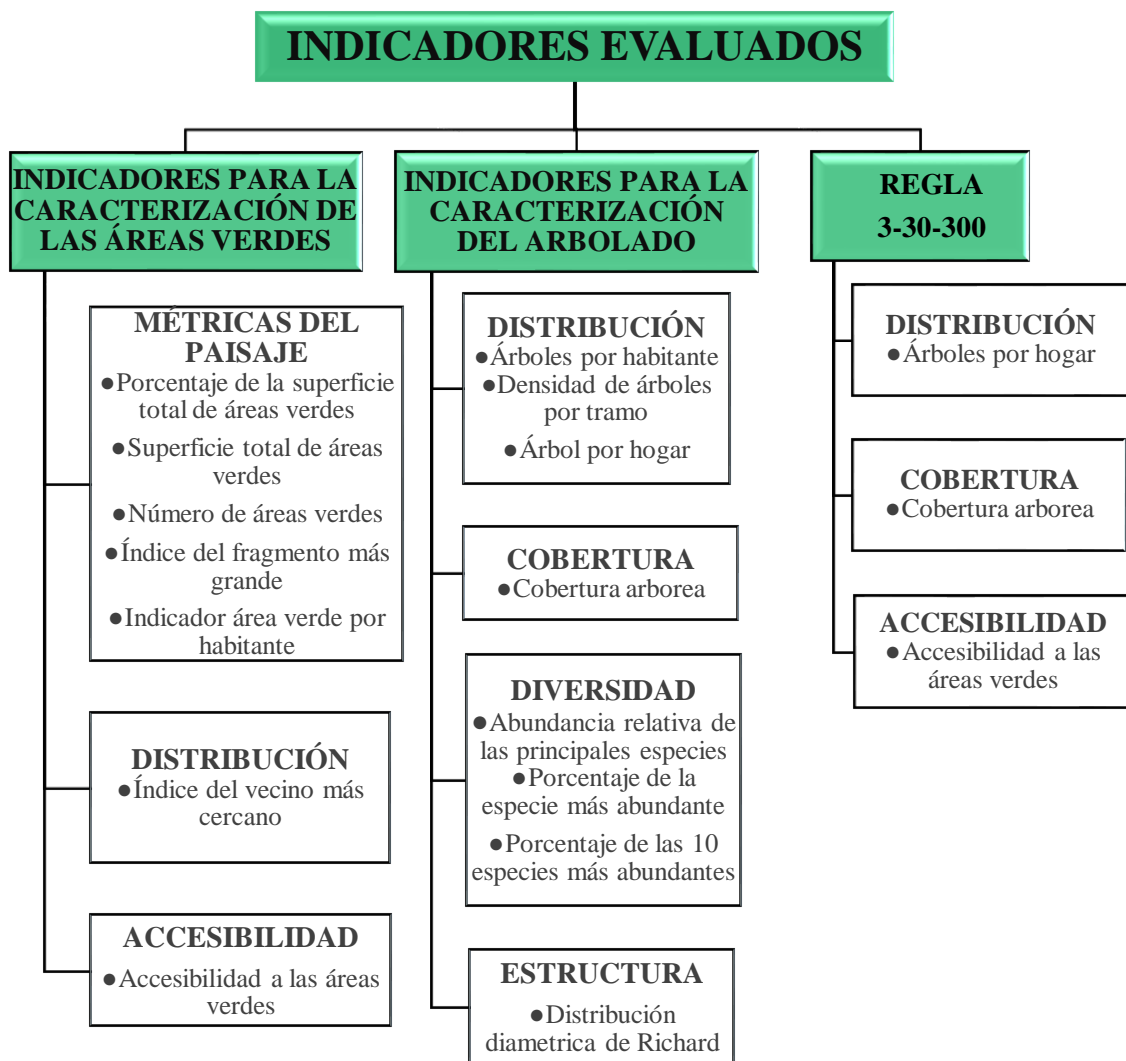 INDICADORES EVALUADOS
INDICADORES PARA LA
CARACTERIZACIÓN DE
LAS ÁREAS VERDES
MÉTRICAS DEL
PAISAJE
●Porcentaje de la superficie
total de áreas verdes
●Superficie total de áreas
verdes
●Número de áreas verdes
●Índice del fragmento más
grande
●Indicador área verde por
habitante
DISTRIBUCIÓN
●Índice del vecino más
cercano
ACCESIBILIDAD
●Accesibilidad a las áreas
verdes
INDICADORES PARA LA
CARACTERIZACIÓN
DEL ARBOLADO
DISTRIBUCIÓN
●Árboles por habitante
●Densidad de árboles
por tramo
●Árbol por hogar
COBERTURA
●Cobertura arborea
DIVERSIDAD
●Abundancia relativa de
las principales especies
●Porcentaje de la
especie más abundante
●Porcentaje de las 10
especies más abundantes
ESTRUCTURA
●Distribución
diametrica de Richard
REGLA
3-30-300
DISTRIBUCIÓN
●Árboles por hogar
COBERTURA
●Cobertura arborea
ACCESIBILIDAD
●Accesibilidad a las
áreas verdes